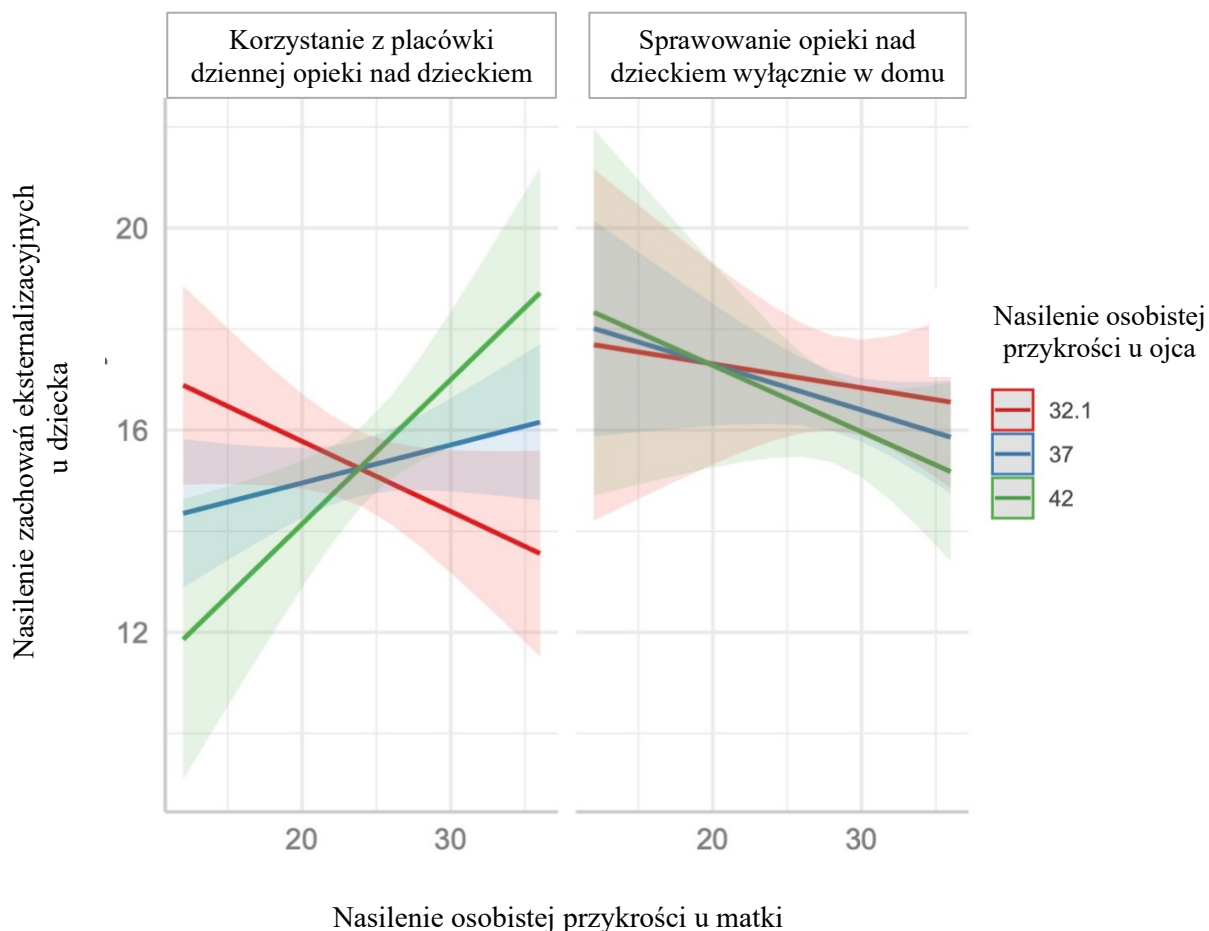 Korzystanie z placówki
dziennej opieki nad dzieckiem
Sprawowanie opieki nad
dzieckiem wyłącznie w domu
Nasilenie zachowań eksternalizacyjnych
u dziecka
20
16
12
20
30
20
30
Nasilenie osobistej przykrości u matki
Nasilenie osobistej
przykrości u ojca
32.1
37
42